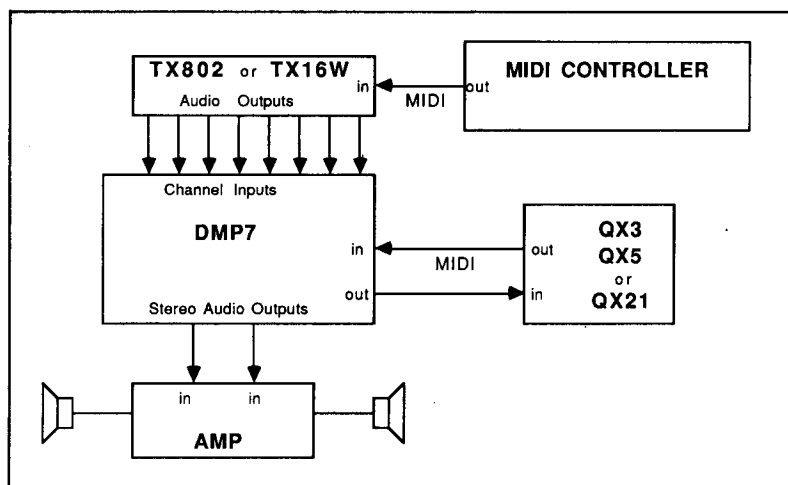 TX802 or TX16W
in
Audio Outputs
MIDI
out
MIDI CONTROLLER
Channel Inputs
DMP7
in
out
Stereo Audio Outputs
MIDI
out
in
QX3
QX5
or
QX21
in in
AMP